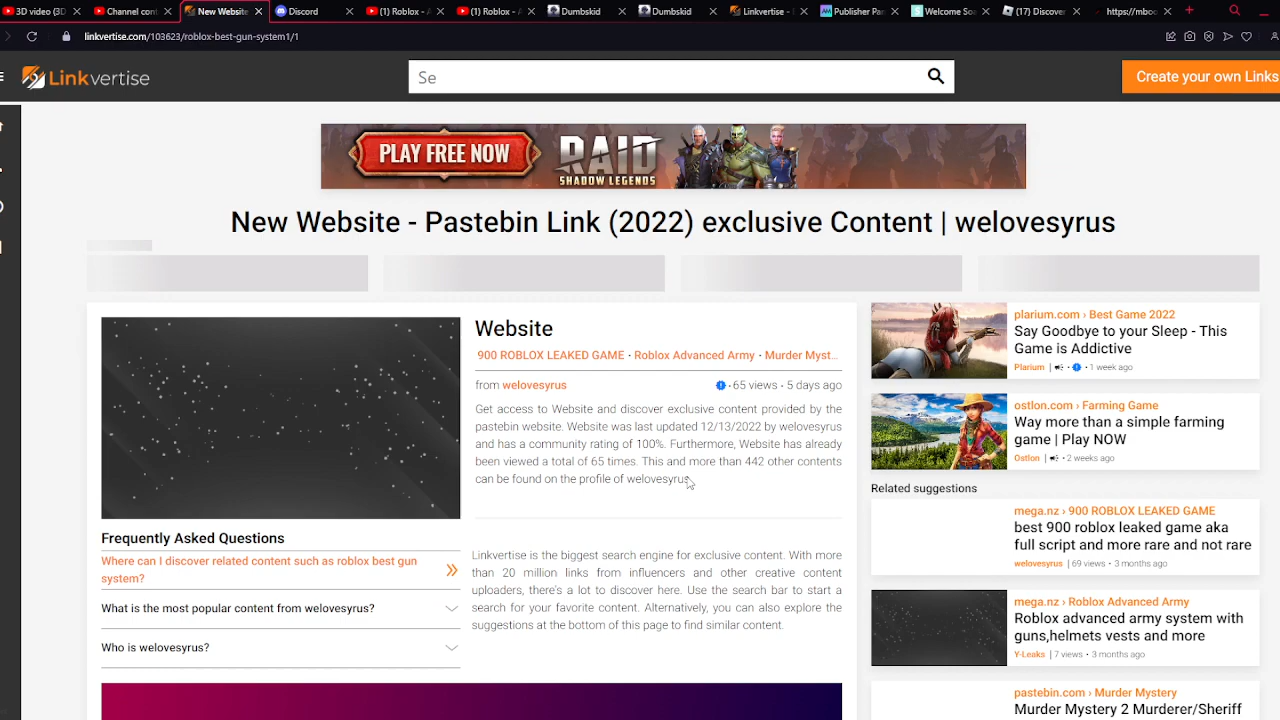 3D video (3D
Channel cont
New Website
Discord
(1) Roblox - A
(1) Roblox - A
Dumbskid
Dumbskid
Linkvertise -
Publisher Pan
Welcome Soc
(17) Discover
https://mboo
linkvertise.com/103623/roblox-best-gun-system1/1
Linkvertise
Se
Create your own Links
PLAY FREE NOW
RAID
SHADOW LEGENDS
New Website - Pastebin Link (2022) exclusive Content | welovesyrus
Website
900 ROBLOX LEAKED GAME · Roblox Advanced Army · Murder Myst...
from welovesyrus
· 65 views · 5 days ago
Get access to Website and discover exclusive content provided by the
pastebin website. Website was last updated 12/13/2022 by welovesyrus
and has a community rating of 100%. Furthermore, Website has already
been viewed a total of 65 times. This and more than 442 other contents
can be found on the profile of welovesyrus.
Frequently Asked Questions
Where can I discover related content such as roblox best gun
system?
What is the most popular content from welovesyrus?
Who is welovesyrus?
Linkvertise is the biggest search engine for exclusive content. With more
than 20 million links from influencers and other creative content
uploaders, there's a lot to discover here. Use the search bar to start a
search for your favorite content. Alternatively, you can also explore the
suggestions at the bottom of this page to find similar content.
plarium.com › Best Game 2022
Say Goodbye to your Sleep - This
Game is Addictive
Plarium | · · 1 week ago
ostlon.com › Farming Game
Way more than a simple farming
game | Play NOW
Ostlon | · 2 weeks ago
Related suggestions
mega.nz › 900 ROBLOX LEAKED GAME
best 900 roblox leaked game aka
full script and more rare and not rare
welovesyrus | 69 views · 3 months ago
mega.nz › Roblox Advanced Army
Roblox advanced army system with
guns,helmets vests and more
Y-Leaks | 7 views · 3 months ago
pastebin.com › Murder Mystery
Murder Mystery 2 Murderer/Sheriff